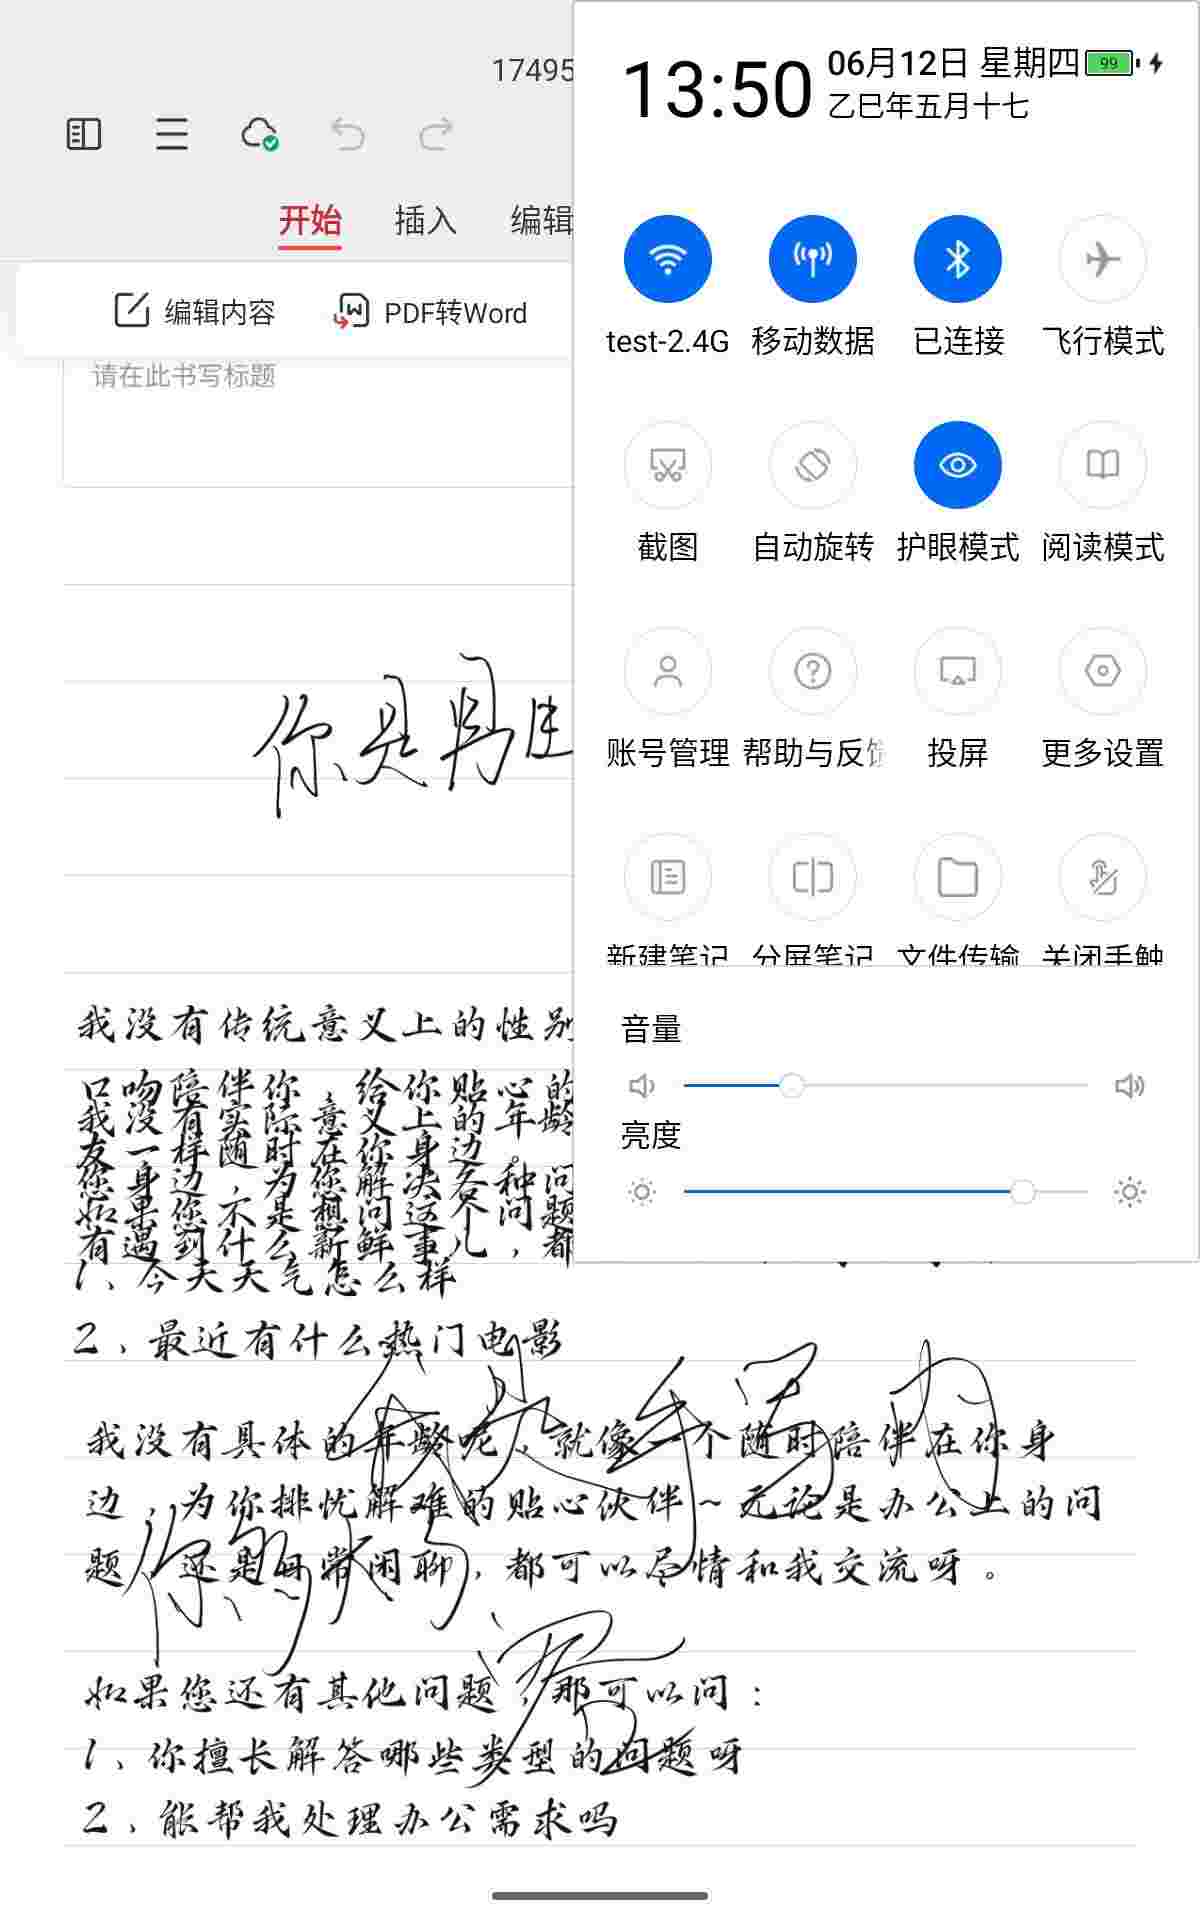 17495
开始 插入 编辑
编辑内容 PDF转Word
请在此书写标题
13:50
06月12日 星期四 99
乙巳年五月十七
test-2.4G 移动数据 已连接 飞行模式
截图 自动旋转 护眼模式 阅读模式
账号管理 帮助与反馈 投屏 更多设置
新建笔记 分屏笔记 文件传输 关闭手触
音量
亮度
你是男
我没有传统意义上的性别
口吻陪伴你，给你贴心的
我没有实际意义上的年龄
友一样随时在你身边。
您身边，为您解决各种问
如果您不是想问这个问题
有遇到什么新鲜事儿，都
1、今天天气怎么样
2、最近有什么热门电影
我没有具体的年龄呢，就像一个随时陪伴在你身
边，为你排忧解难的贴心伙伴~无论是办公上的问
题，还是日常闲聊，都可以尽情和我交流呀。
如果您还有其他问题，那可以问：
1、你擅长解答哪些类型的问题呀
2、能帮我处理办公需求吗